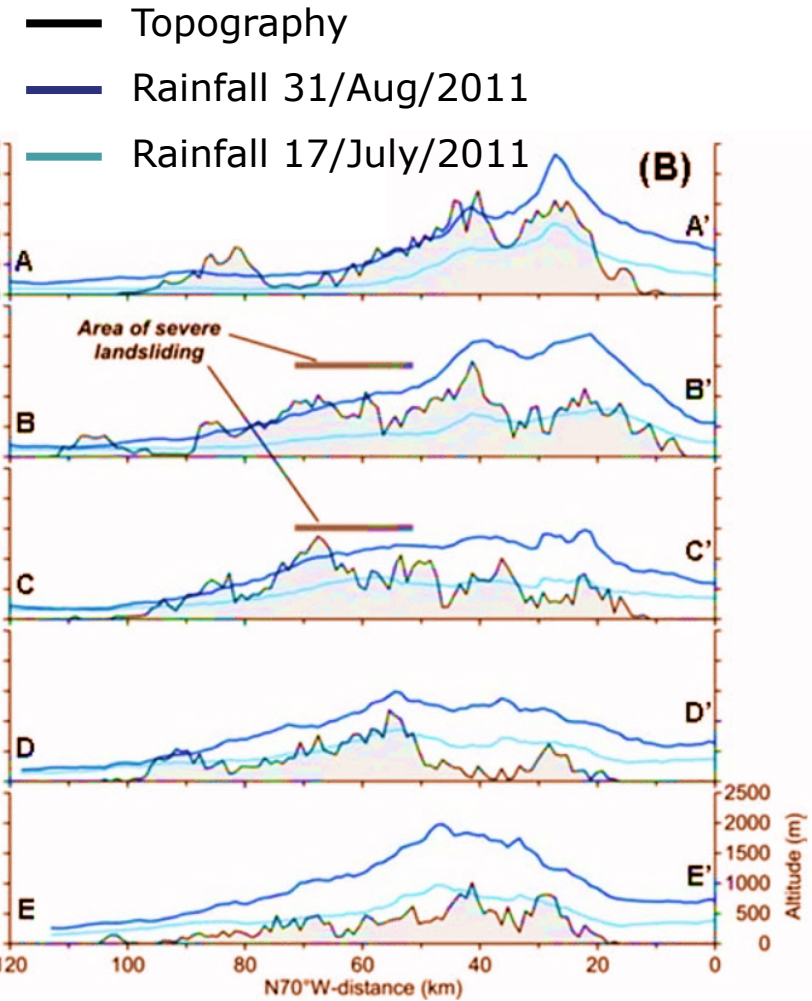 Topography
Rainfall 31/Aug/2011
Rainfall 17/July/2011
(B)
A
A'
Area of severe
landsliding
B
B'
C
C'
D
D'
E
E'
2500
2000
1500
1000
500
0
Altitude (m)
120 100 80 60 40 20 0
N70°W-distance (km)